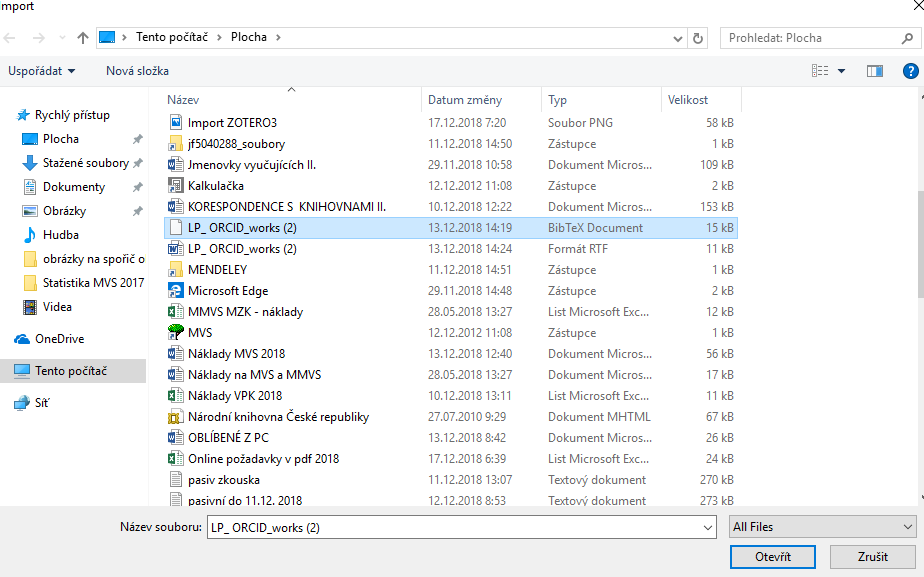 Import
Tento počítač
Plocha
Prohledat: Plocha
Uspořádat
Nová složka
?
Rychlý přístup
Plocha
Stažené soubory
Dokumenty
Obrázky
Hudba
obrázky na spořič o
Statistika MVS 2017
Videa
OneDrive
Tento počítač
Síť
Název Datum změny Typ Velikost
Import ZOTERO3 17.12.2018 7:20 Soubor PNG 58 kB
jf5040288_soubory 11.12.2018 14:50 Zástupce 1 kB
Jmenovky vyučujících II. 29.11.2018 10:58 Dokument Micros... 109 kB
Kalkulačka 12.12.2012 11:08 Zástupce 2 kB
KORESPONDENCE S KNIHOVNAMI II. 10.12.2018 12:22 Dokument Micros... 153 kB
LP_ ORCID_works (2) 13.12.2018 14:19 BibTeX Document 15 kB
LP_ ORCID_works (2) 13.12.2018 14:24 Formát RTF 11 kB
MENDELEY 11.12.2018 14:51 Zástupce 1 kB
Microsoft Edge 29.11.2018 14:48 Zástupce 2 kB
MMVS MZK - náklady 28.05.2018 13:27 List Microsoft Exc... 12 kB
MVS 12.12.2012 11:08 Zástupce 1 kB
Náklady MVS 2018 13.12.2018 12:40 Dokument Micros... 56 kB
Náklady na MVS a MMVS 28.05.2018 13:27 Dokument Micros... 17 kB
Náklady VPK 2018 10.12.2018 13:11 List Microsoft Exc... 11 kB
Národní knihovna České republiky 27.07.2010 9:29 Dokument MHTML 67 kB
OBLÍBENÉ Z PC 13.12.2018 8:42 Dokument Micros... 26 kB
Online požadavky v pdf 2018 17.12.2018 6:39 List Microsoft Exc... 24 kB
pasiv zkouska 11.12.2018 13:07 Textový dokument 270 kB
pasivní do 11.12. 2018 12.12.2018 8:53 Textový dokument 273 kB
Název souboru: LP_ ORCID_works (2) All Files
Otevřít Zrušit